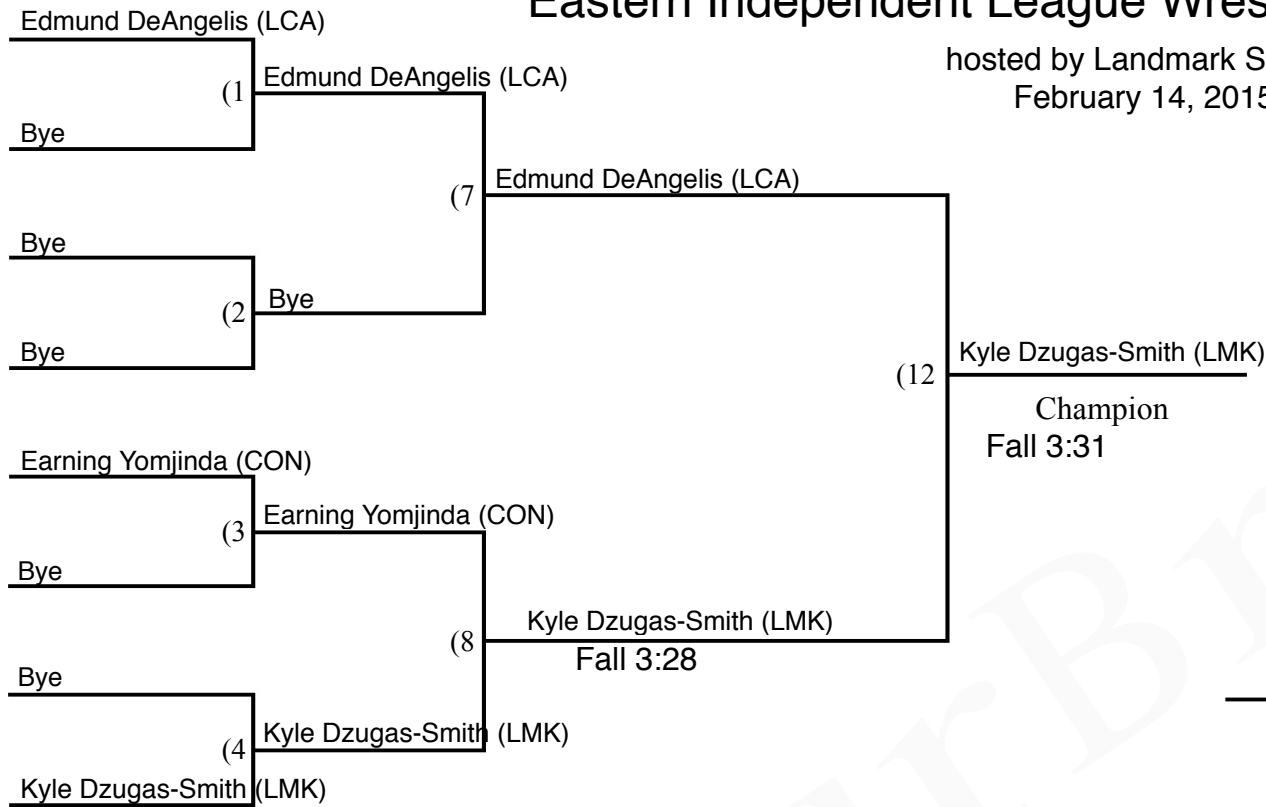 Eastern Independent League Wres
hosted by Landmark S
February 14, 2015
Edmund DeAngelis (LCA)
(1
Edmund DeAngelis (LCA)
Bye
(7
Edmund DeAngelis (LCA)
Bye
(2
Bye
Bye
(12
Kyle Dzugas-Smith (LMK)
Champion
Fall 3:31
Earning Yomjinda (CON)
(3
Earning Yomjinda (CON)
Bye
(8
Kyle Dzugas-Smith (LMK)
Fall 3:28
Bye
(4
Kyle Dzugas-Smith (LMK)
Kyle Dzugas-Smith (LMK)